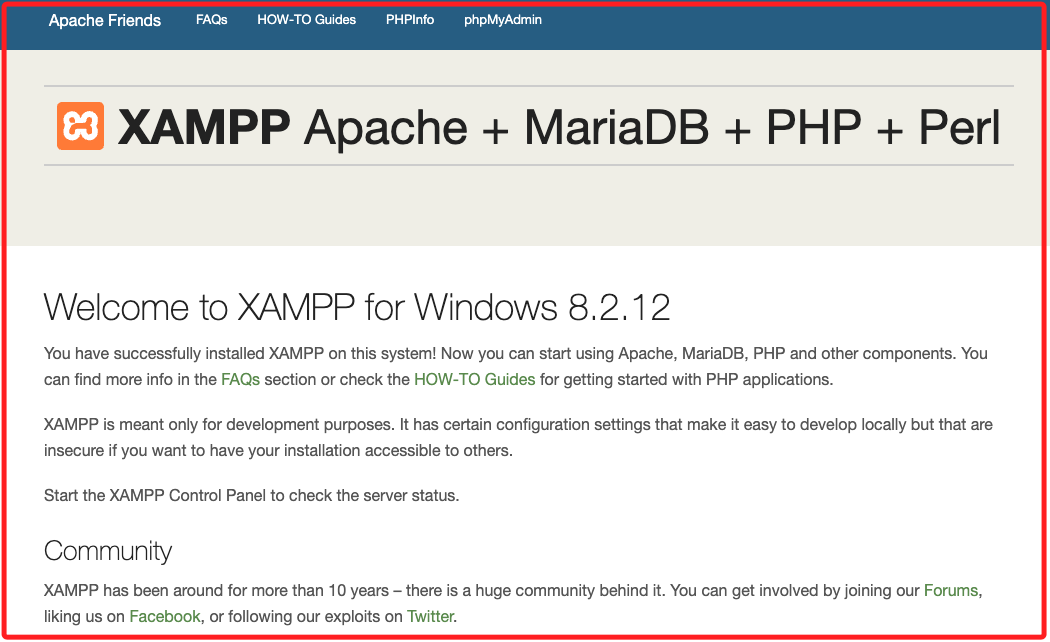 Apache Friends FAQs HOW-TO Guides PHPInfo phpMyAdmin
XAMPP Apache + MariaDB + PHP + Perl
Welcome to XAMPP for Windows 8.2.12
You have successfully installed XAMPP on this system! Now you can start using Apache, MariaDB, PHP and other components. You
can find more info in the FAQs section or check the HOW-TO Guides for getting started with PHP applications.
XAMPP is meant only for development purposes. It has certain configuration settings that make it easy to develop locally but that are
insecure if you want to have your installation accessible to others.
Start the XAMPP Control Panel to check the server status.
Community
XAMPP has been around for more than 10 years – there is a huge community behind it. You can get involved by joining our Forums,
liking us on Facebook, or following our exploits on Twitter.